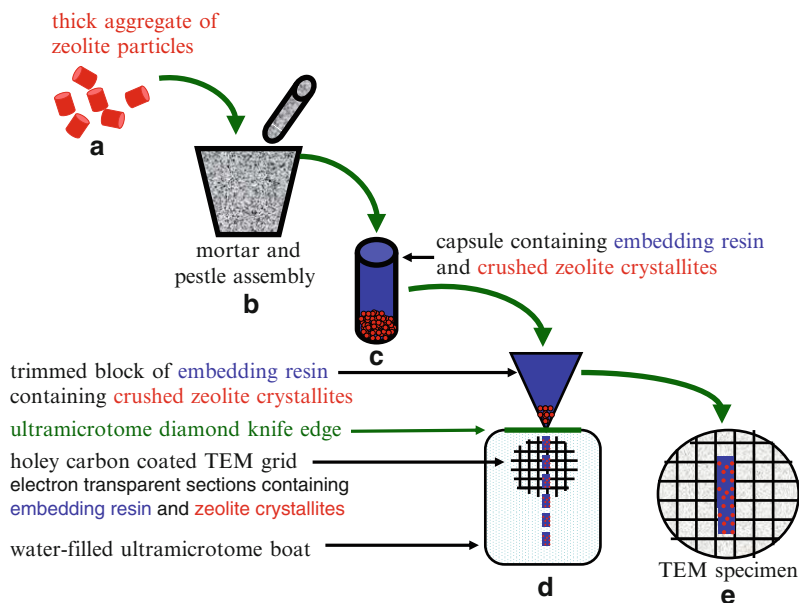 thick aggregate of
zeolite particles
a
mortar and
pestle assembly
b
capsule containing embedding resin
and crushed zeolite crystallites
c
trimmed block of embedding resin
containing crushed zeolite crystallites
ultramicrotome diamond knife edge
holey carbon coated TEM grid
electron transparent sections containing
embedding resin and zeolite crystallites
water-filled ultramicrotome boat
d
TEM specimen
e